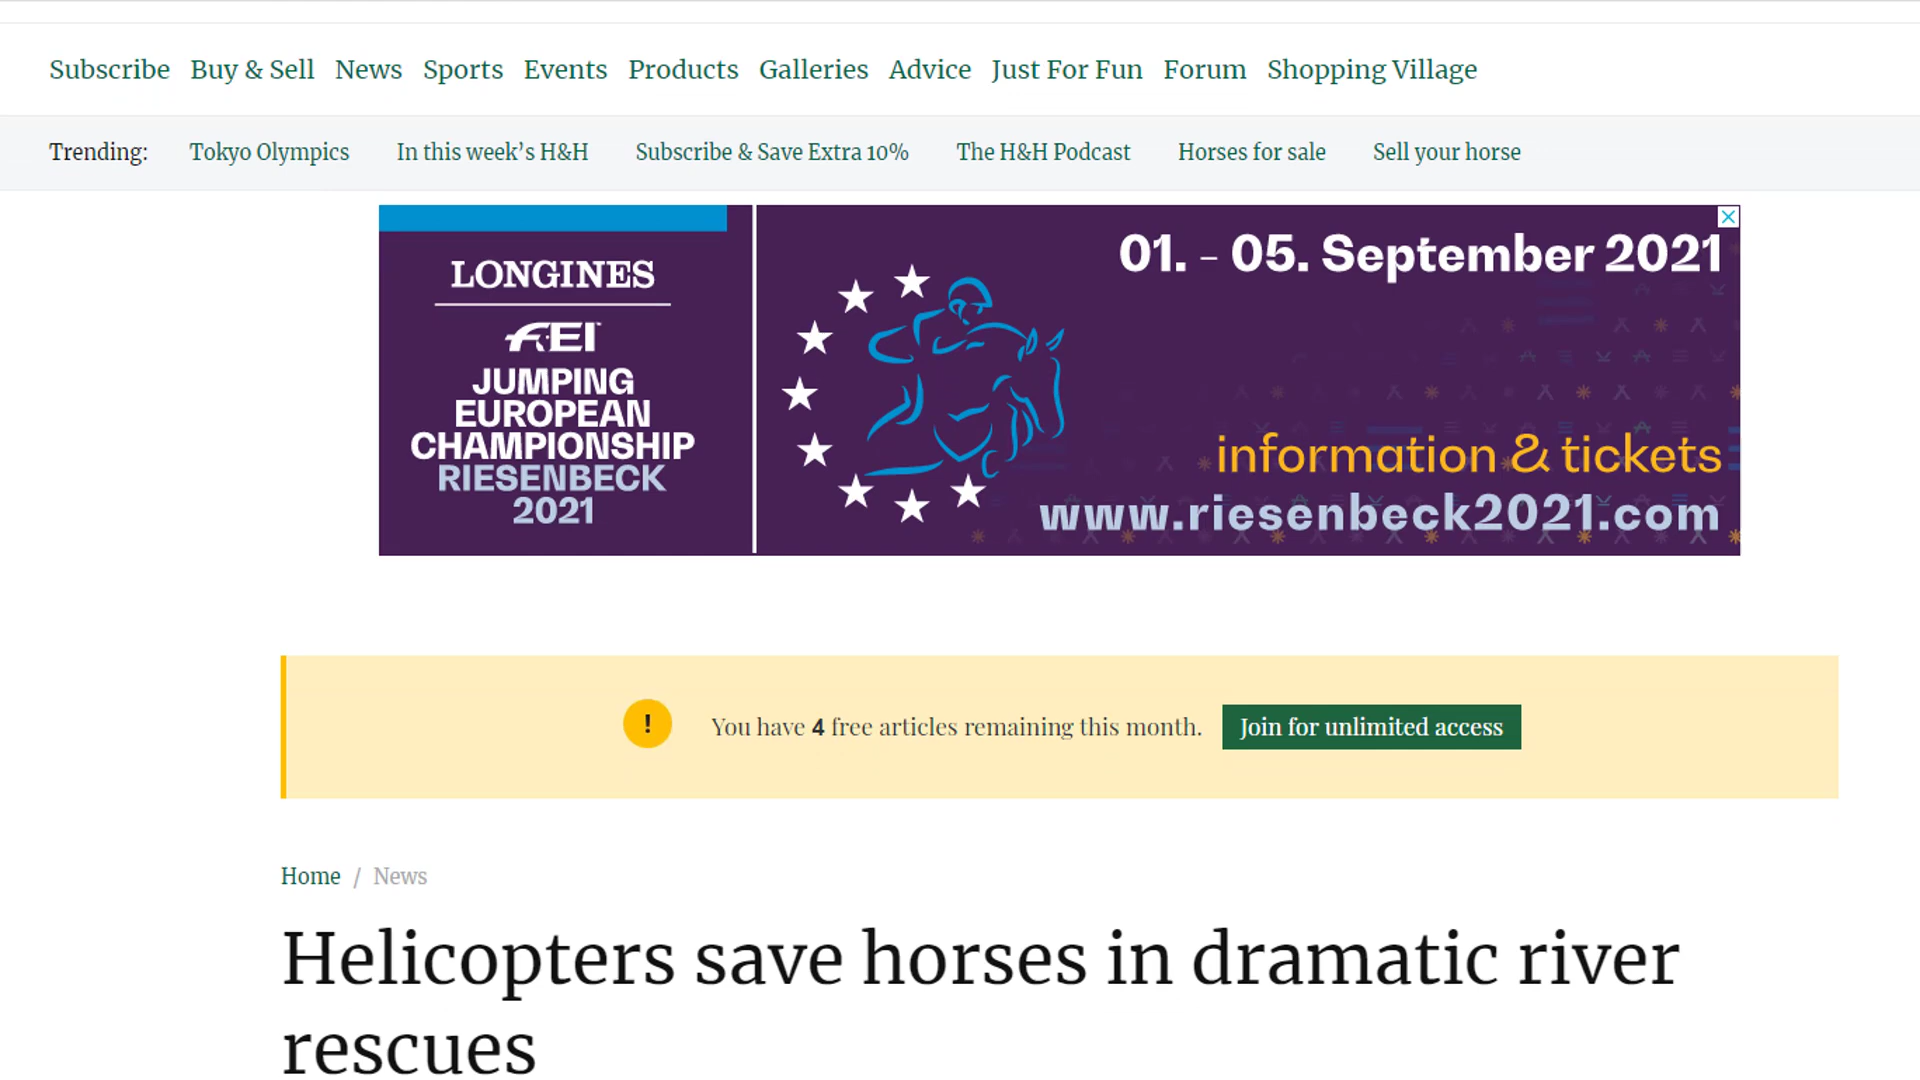 Subscribe Buy & Sell News Sports Events Products Galleries Advice Just For Fun Forum Shopping Village
Trending: Tokyo Olympics In this week’s H&H Subscribe & Save Extra 10% The H&H Podcast Horses for sale Sell your horse
LONGINES
FEI
JUMPING
EUROPEAN
CHAMPIONSHIP
RIESENBECK
2021
01. – 05. September 2021
information & tickets
www.riesenbeck2021.com
! You have 4 free articles remaining this month. Join for unlimited access
Home / News
Helicopters save horses in dramatic river
rescues